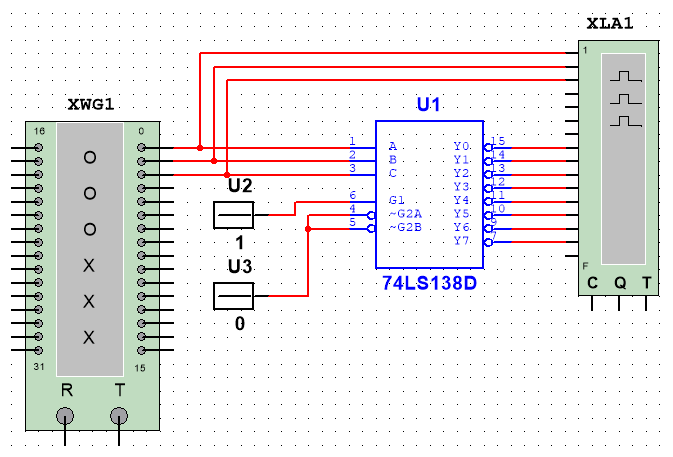 XLA1
1
XWG1
U1
16 0
1 A Y0 15
2 B Y1 14
3 C Y2 13
U2
Y3 12
6 G1 Y4 11
4 ~G2A Y5 10
5 ~G2B Y6 9
1
Y7 7
U3
F
74LS138D
C Q T
0
O
O
O
X
X
X
31 15
R T